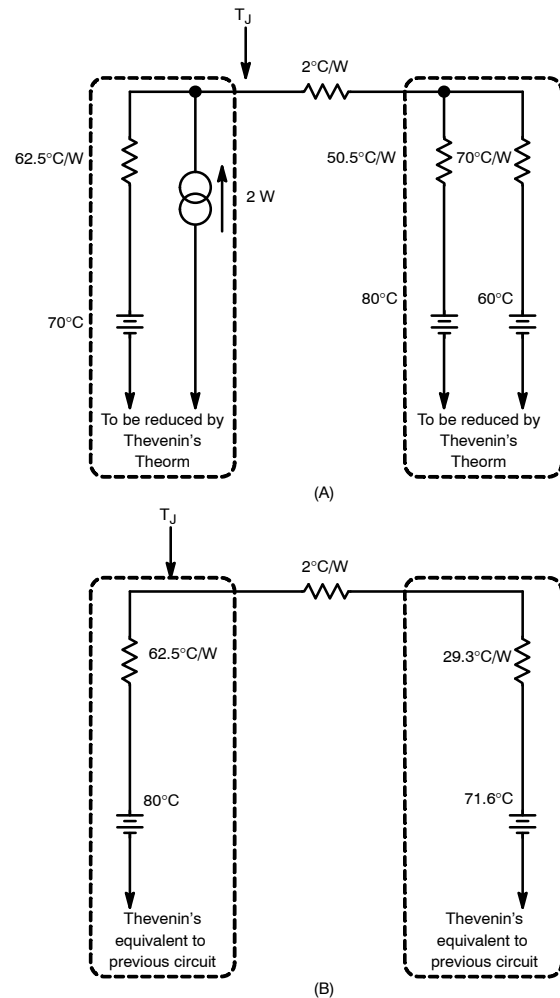 TJ
2°C/W
62.5°C/W
2 W
50.5°C/W
70°C/W
70°C
80°C
60°C
To be reduced by
Thevenin's
Theorm
To be reduced by
Thevenin's
Theorm
(A)
TJ
2°C/W
62.5°C/W
29.3°C/W
80°C
71.6°C
Thevenin's
equivalent to
previous circuit
Thevenin's
equivalent to
previous circuit
(B)